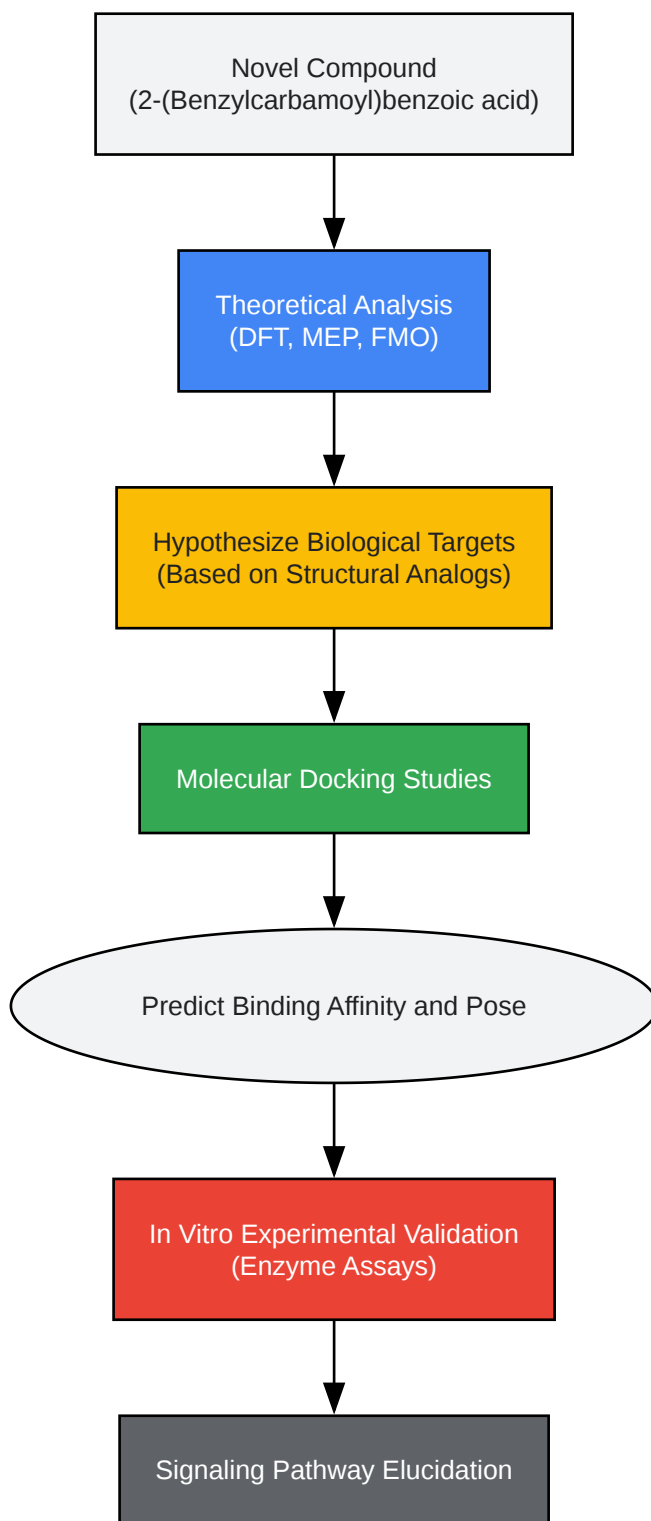 Novel Compound
(2-(Benzylcarbamoyl)benzoic acid)
Theoretical Analysis
(DFT, MEP, FMO)
Hypothesize Biological Targets
(Based on Structural Analogs)
Molecular Docking Studies
Predict Binding Affinity and Pose
In Vitro Experimental Validation
(Enzyme Assays)
Signaling Pathway Elucidation